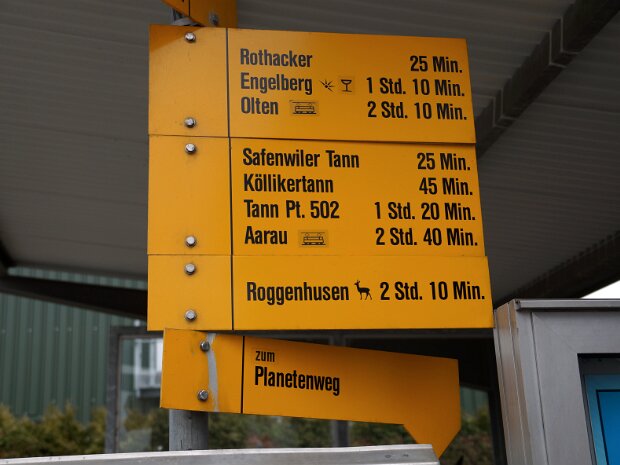 Rothacker 25 Min.
Engelberg 1 Std. 10 Min.
Olten 2 Std. 10 Min.
Safenwiler Tann 25 Min.
Köllikertann 45 Min.
Tann Pt. 502 1 Std. 20 Min.
Aarau 2 Std. 40 Min.
Roggenhusen 2 Std. 10 Min.
zum
Planetenweg